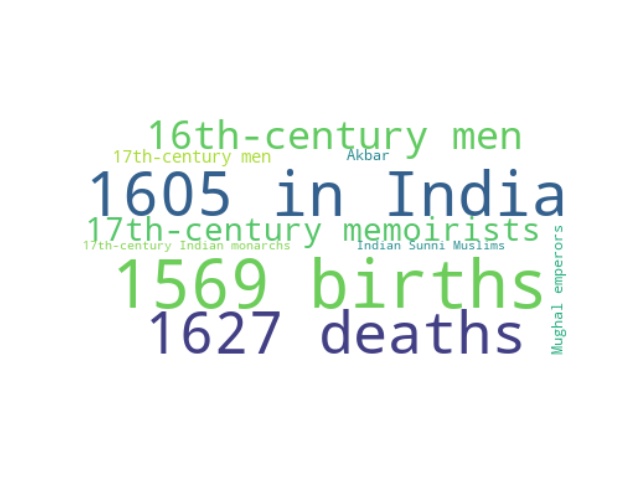 16th-century men
17th-century men
Akbar
1605 in India
17th-century memoirists
17th-century Indian monarchs
Indian Sunni Muslims
Mughal emperors
1569 births
1627 deaths